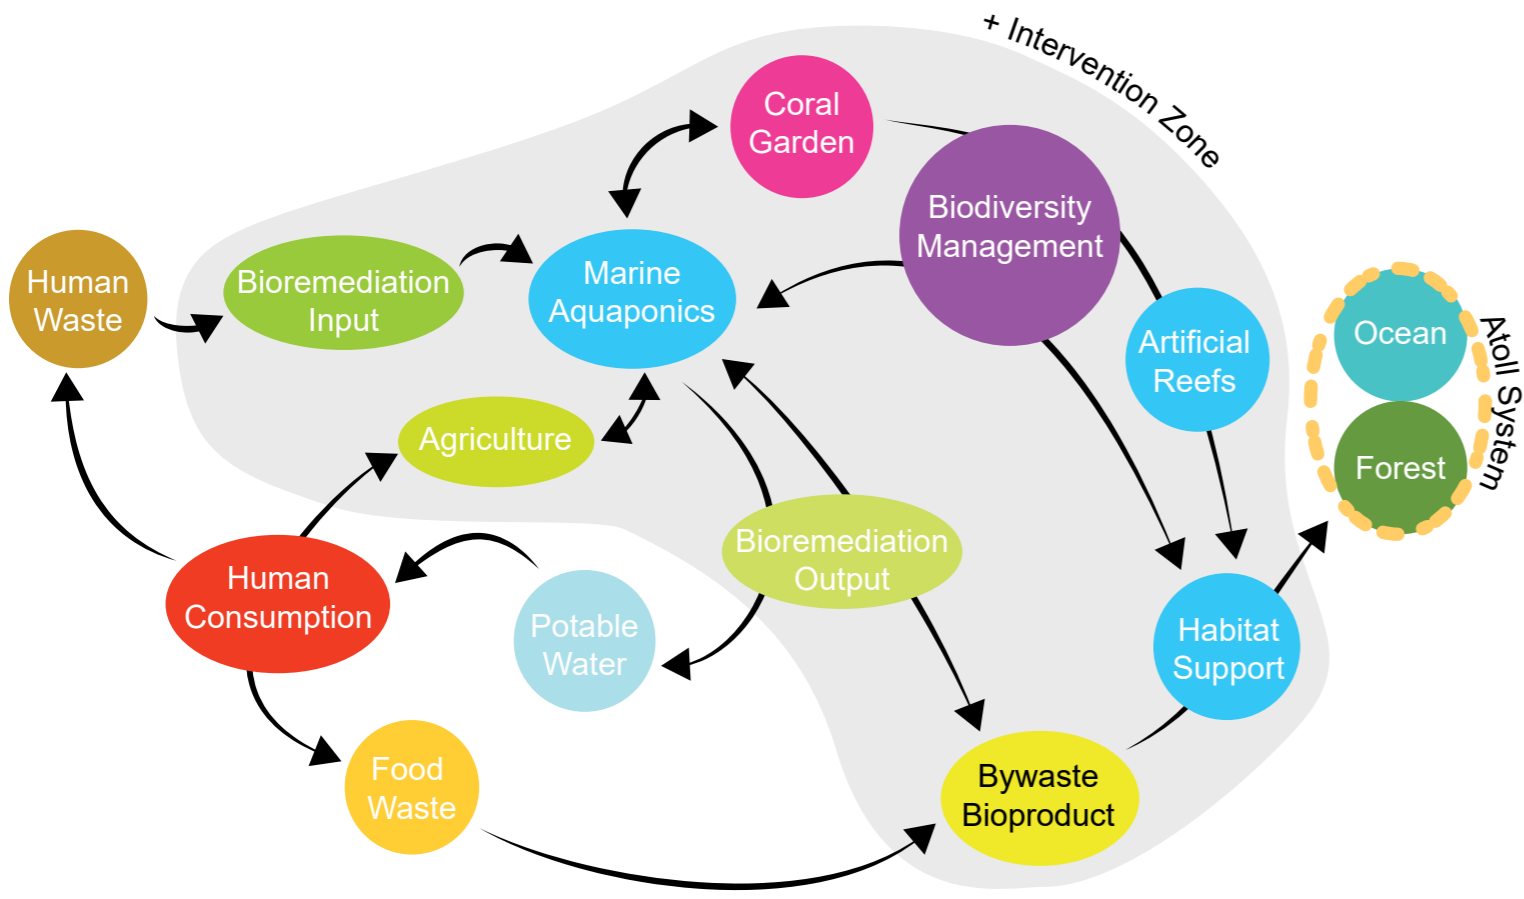 + Intervention Zone
Coral
Garden
Biodiversity
Management
Human
Waste
Bioremediation
Input
Marine
Aquaponics
Artificial
Reefs
Ocean
Forest
Atoll System
Agriculture
Bioremediation
Output
Human
Consumption
Potable
Water
Habitat
Support
Food
Waste
Bywaste
Bioproduct